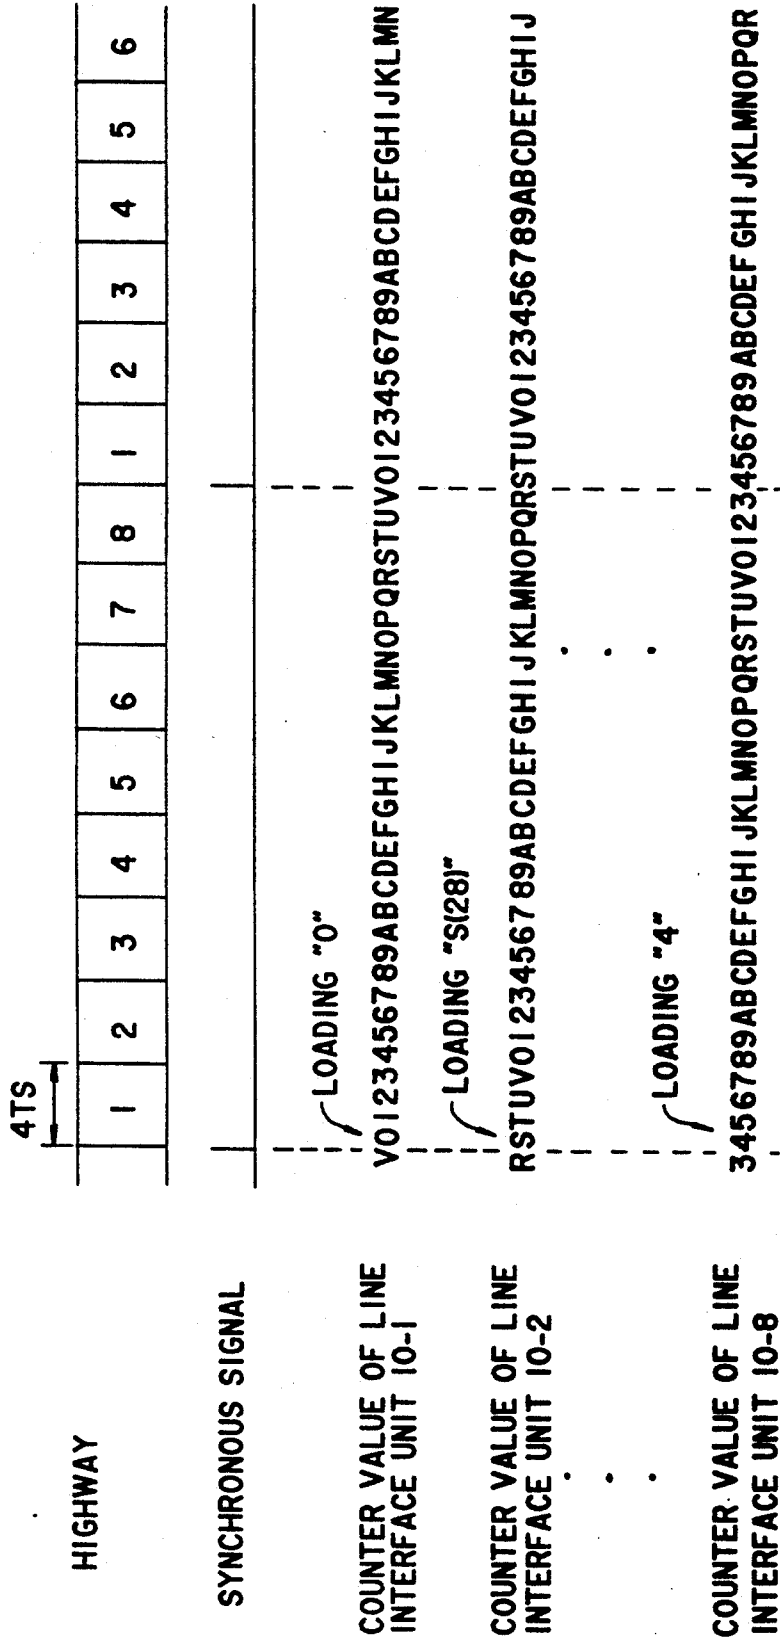 4TS
HIGHWAY 1 2 3 4 5 6 7 8 1 2 3 4 5 6
SYNCHRONOUS SIGNAL
LOADING "0"
COUNTER VALUE OF LINE
INTERFACE UNIT 10-1
V0123456789ABCDEFGHIJKLMNOPQRSTUV0123456789ABCDEFGHIJKLMN
LOADING "S(28)"
COUNTER VALUE OF LINE
INTERFACE UNIT 10-2
RSTUV0123456789ABCDEFGHIJKLMNOPQRSTUV0123456789ABCDEFGHIJ
LOADING "4"
COUNTER VALUE OF LINE
INTERFACE UNIT 10-8
3456789ABCDEFGHIJKLMNOPQRSTUV0123456789ABCDEFGHIJKLMNOPQR